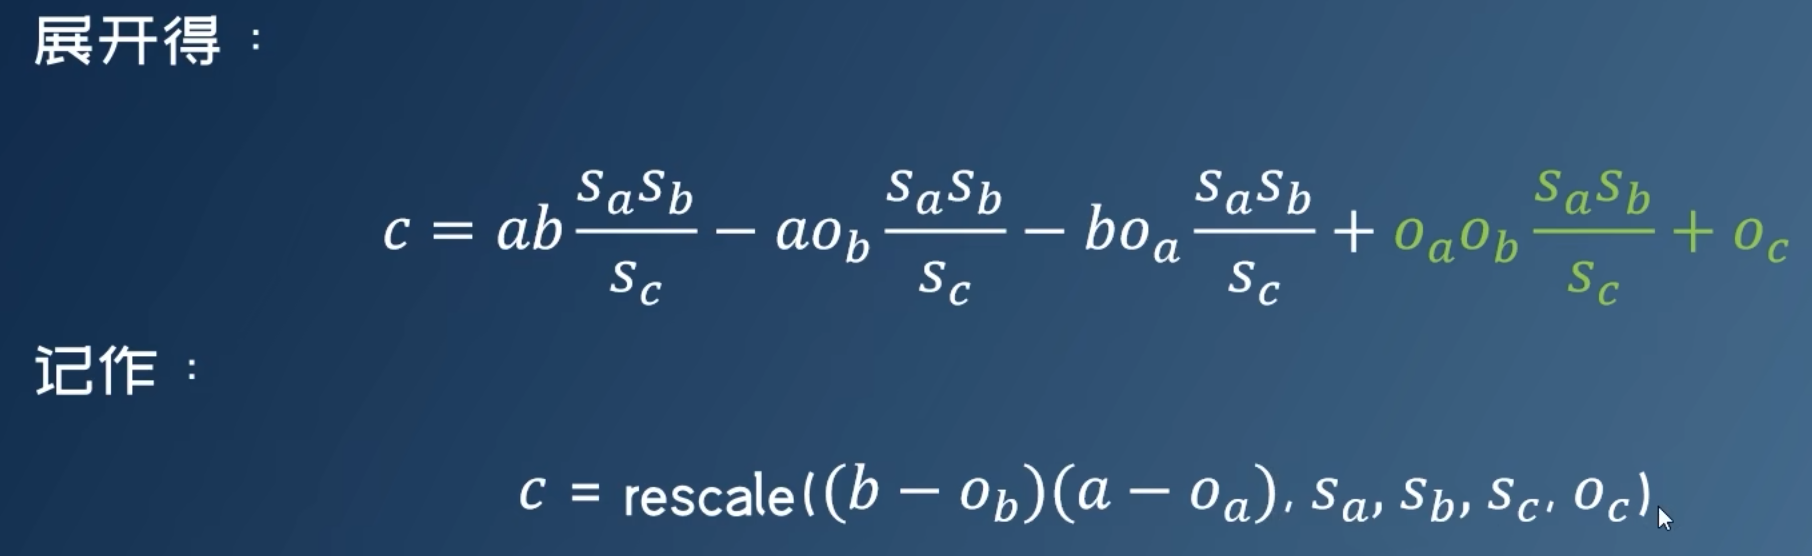 展开得：
c = ab\frac{s_a s_b}{s_c} − ao_b\frac{s_a s_b}{s_c} − bo_a\frac{s_a s_b}{s_c} + o_a o_b\frac{s_a s_b}{s_c} + o_c
记作：
c = rescale((b − o_b)(a − o_a), s_a, s_b, s_c, o_c)